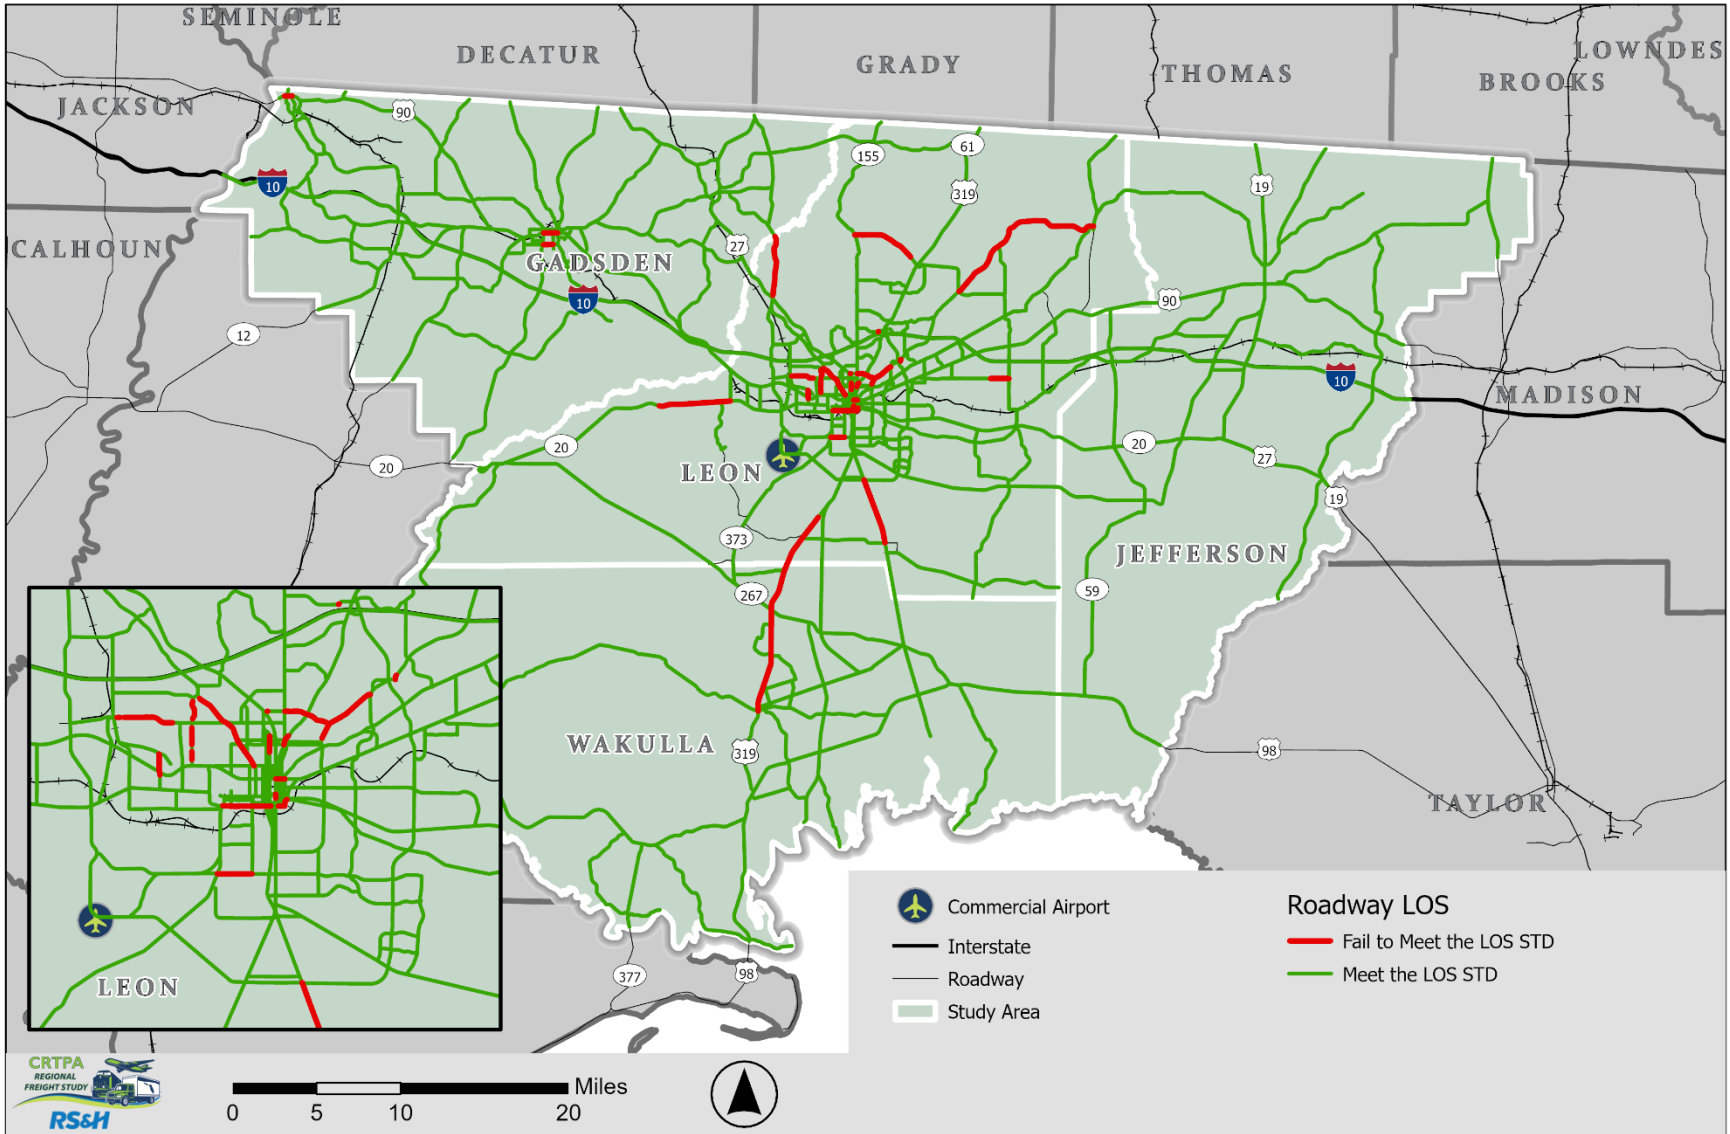 SEMINOLE
DECATUR
GRADY
THOMAS
LOWNDES
BROOKS
JACKSON
90
155
61
319
19
10
CALHOUN
27
GADSDEN
10
90
12
10
MADISON
20
20
20
27
LEON
19
373
JEFFERSON
267
59
WAKULLA
319
98
TAYLOR
LEON
377
98
Commercial Airport
Interstate
Roadway
Study Area
Roadway LOS
Fail to Meet the LOS STD
Meet the LOS STD
CRTPA
REGIONAL
FREIGHT STUDY
RS&H
Miles
0 5 10 20